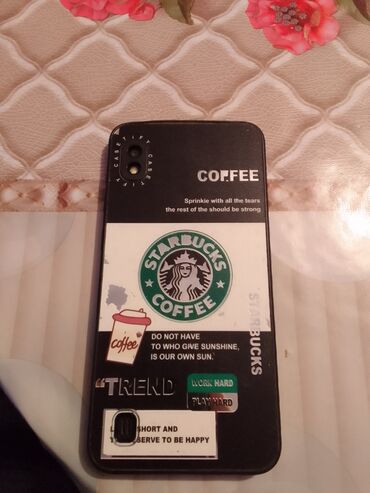 CASETIFY CASETIFY
COFFEE
Sprinkie with all the tears
the rest of the should be strong
STARBUCKS
COFFEE
STARBUCKS
coffee
DO NOT HAVE
TO WHO GIVE SUNSHINE,
IS OUR OWN SUN.
"TREND
WORK HARD
PLAY HARD
SHORT AND
SERVE TO BE HAPPY